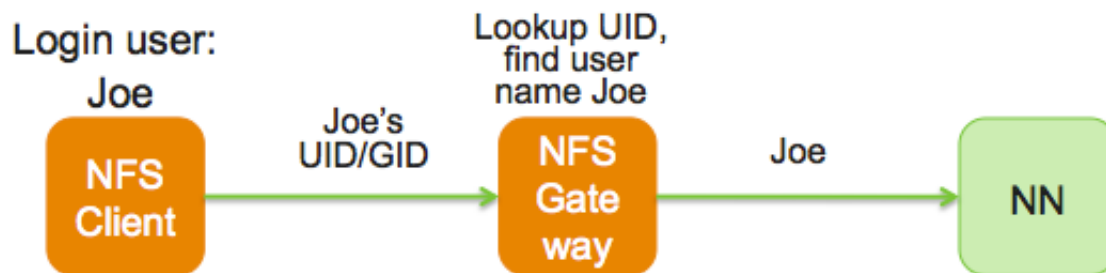 Login user:
Joe
NFS
Client
Joe's
UID/GID
Lookup UID,
find user
name Joe
NFS
Gate
way
Joe
NN